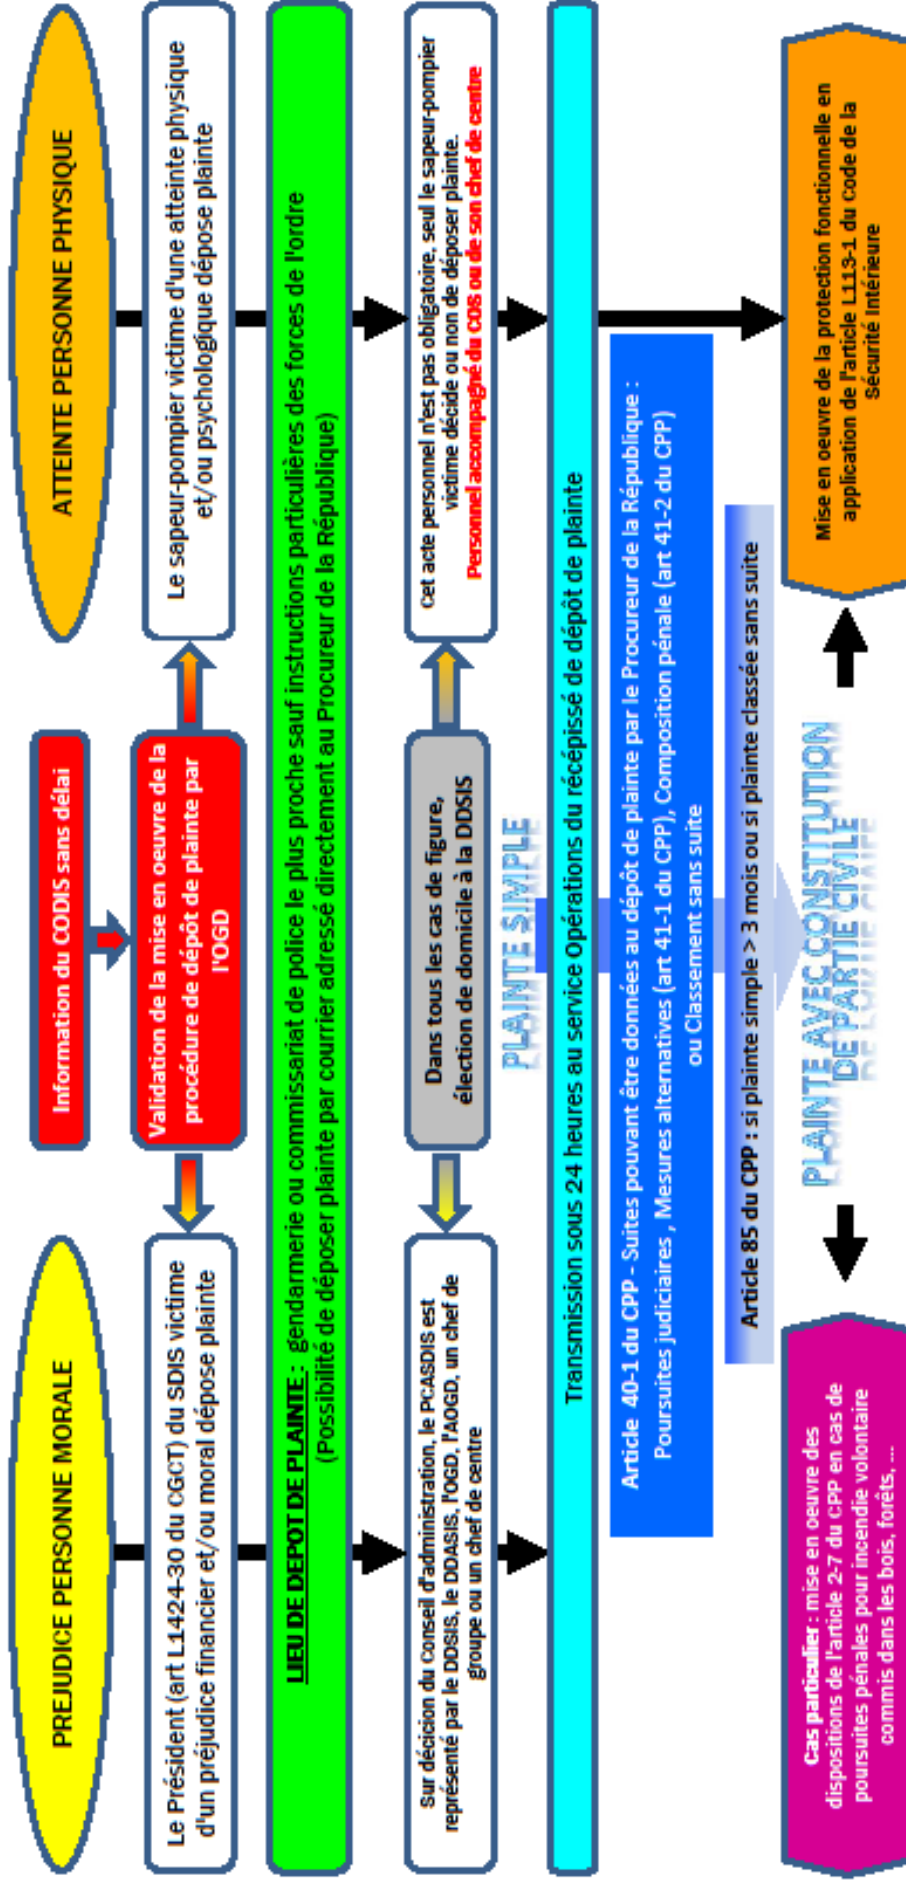 PREJUDICE PERSONNE MORALE
Information du CODIS sans délai
ATTEINTE PERSONNE PHYSIQUE
Le Président (art L1424-30 du CGCT) du SDIS victime
d'un préjudice financier et/ou moral dépose plainte
Validation de la mise en oeuvre de la
procédure de dépôt de plainte par
l'OGD
Le sapeur-pompier victime d'une atteinte physique
et/ou psychologique dépose plainte
LIEU DE DEPOT DE PLAINTE : gendarmerie ou commissariat de police le plus proche sauf instructions particulières des forces de l'ordre
(Possibilité de déposer plainte par courrier adressé directement au Procureur de la République)
Sur décision du Conseil d'administration, le PCASDIS est
représenté par le DDSIS, le DDASIS, l'OGD, l'AOGD, un chef de
groupe ou un chef de centre
Dans tous les cas de figure,
élection de domicile à la DDSIS
Cet acte personnel n'est pas obligatoire, seul le sapeur-pompier
victime décide ou non de déposer plainte.
Personnel accompagné du COS ou de son chef de centre
PLAINTE SIMPLE
Transmission sous 24 heures au service Opérations du récépissé de dépôt de plainte
Article 40-1 du CPP - Suites pouvant être données au dépôt de plainte par le Procureur de la République :
Poursuites judiciaires , Mesures alternatives (art 41-1 du CPP), Composition pénale (art 41-2 du CPP)
ou Classement sans suite
Article 85 du CPP : si plainte simple > 3 mois ou si plainte classée sans suite
PLAINTE AVEC CONSTITUTION
DE PARTIE CIVILE
Cas particulier : mise en oeuvre des
dispositions de l'article 2-7 du CPP en cas de
poursuites pénales pour incendie volontaire
commis dans les bois, forêts, ...
Mise en oeuvre de la protection fonctionnelle en
application de l'article L113-1 du Code de la
Sécurité Intérieure